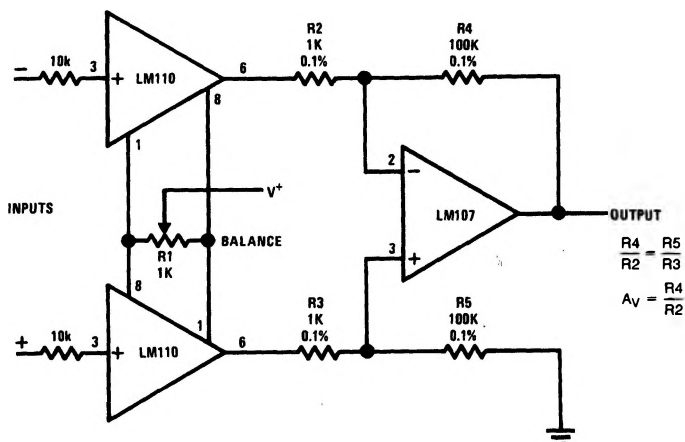 R2
1K
0.1%
R4
100K
0.1%
−
10k
3
+
LM110
6
8
1
2
−
LM107
3
+
OUTPUT
R4/R2 = R5/R3
AV = R4/R2
V+
INPUTS
R1
1K
BALANCE
8
1
+
10k
3
+
LM110
6
R3
1K
0.1%
R5
100K
0.1%